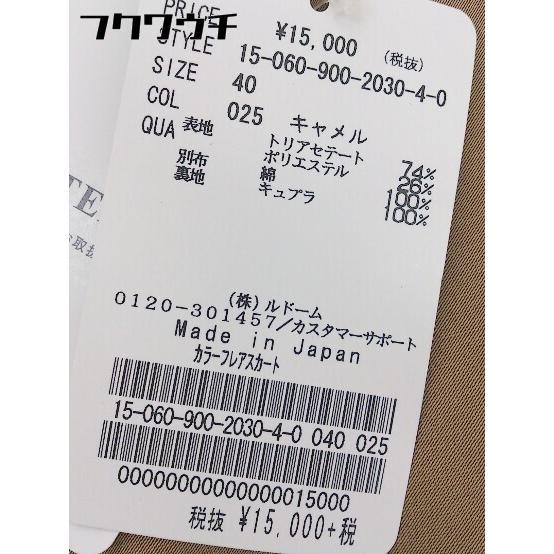 フクウウチ
PRICE ¥15,000 (税抜)
STYLE 15-060-900-2030-4-0
SIZE 40
COL 025 キャメル
QUA 表地 トリアセテート 74%
ポリエステル 26%
別布 綿 100%
裏地 キュプラ 100%
TE
取扱
(株)ルドーム
0120-301457/カスタマーサポート
Made in Japan
カラーフレアスカート
15-060-900-2030-4-0 040 025
00000000000000015000
税抜 ¥15,000+税